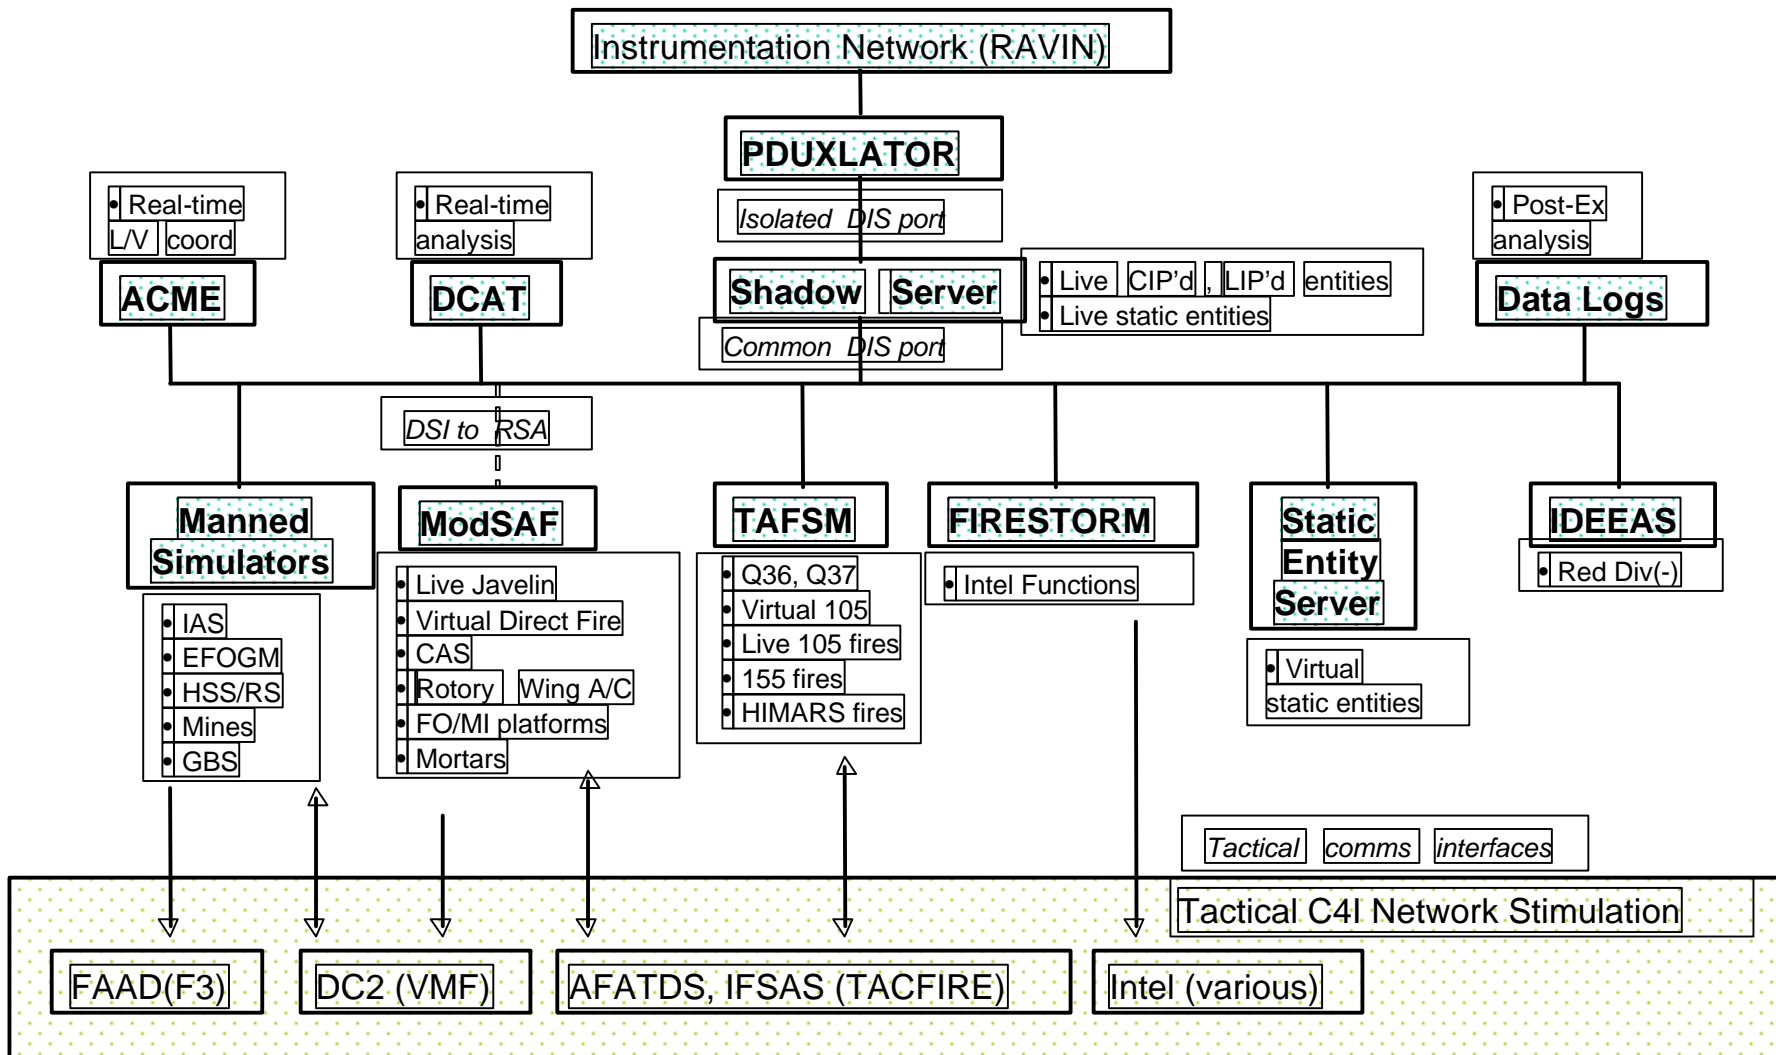 Instrumentation Network (RAVIN)
PDUXLATOR
• Real-time
L/V coord
ACME
• Real-time
analysis
DCAT
Isolated DIS port
Shadow Server
Common DIS port
• Live CIP’d , LIP’d entities
• Live static entities
• Post-Ex
analysis
Data Logs
DSI to RSA
Manned
Simulators
• IAS
• EFOGM
• HSS/RS
• Mines
• GBS
ModSAF
• Live Javelin
• Virtual Direct Fire
• CAS
• Rotory Wing A/C
• FO/MI platforms
• Mortars
TAFSM
• Q36, Q37
• Virtual 105
• Live 105 fires
• 155 fires
• HIMARS fires
FIRESTORM
• Intel Functions
Static
Entity
Server
• Virtual
static entities
IDEEAS
• Red Div(-)
Tactical comms interfaces
Tactical C4I Network Stimulation
FAAD(F3)
DC2 (VMF)
AFATDS, IFSAS (TACFIRE)
Intel (various)